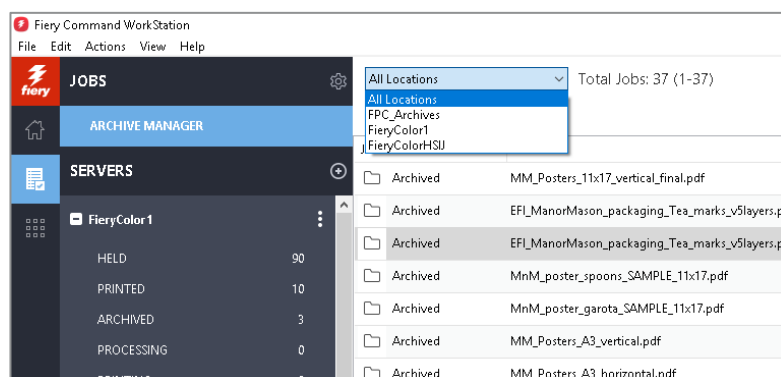 Fiery Command WorkStation
File Edit Actions View Help
fiery
JOBS
ARCHIVE MANAGER
SERVERS
FieryColor1
HELD 90
PRINTED 10
ARCHIVED 3
PROCESSING 0
All Locations Total Jobs: 37 (1-37)
All Locations
FPC_Archives
FieryColor1
FieryColorHSIJ
Archived MM_Posters_11x17_vertical_final.pdf
Archived EFI_ManorMason_packaging_Tea_marks_v5layers.p
Archived EFI_ManorMason_packaging_Tea_marks_v5layers.p
Archived MnM_poster_spoons_SAMPLE_11x17.pdf
Archived MnM_poster_garota_SAMPLE_11x17.pdf
Archived MM_Posters_A3_vertical.pdf
Archived MM_Posters_A3_horizontal.pdf